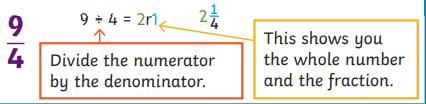 9/4
9 ÷ 4 = 2r1
2 1/4
Divide the numerator
by the denominator.
This shows you
the whole number
and the fraction.